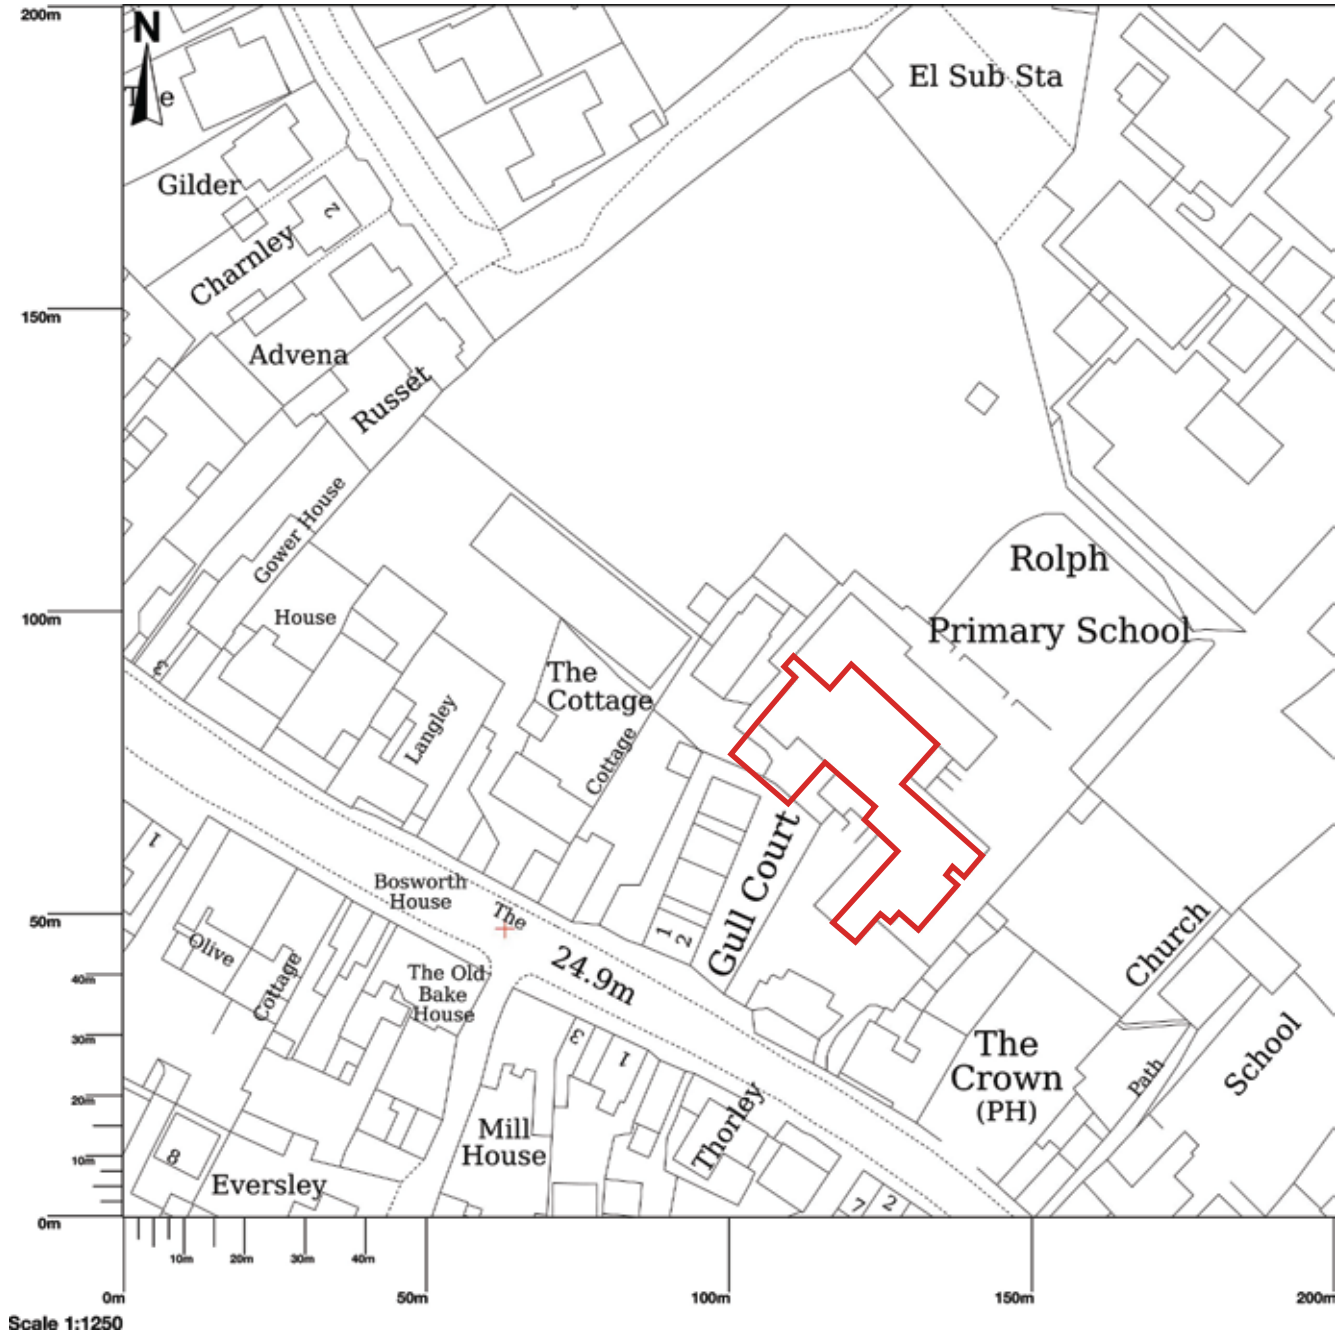 200m
N
The
El Sub Sta
Gilder
2
Charnley
150m
Advena
Russet
Gower House
Rolph
100m
House
Primary School
3
The
Cottage
Langley
Cottage
1
Gull Court
50m
Bosworth
House
The
1
2
Olive
Cottage
The Old
Bake
House
24.9m
Church
40m
30m
3
1
The
Crown
(PH)
Path
School
20m
Mill
House
Thorley
10m
8
Eversley
7
2
0m
10m
20m
30m
40m
0m
50m
100m
150m
200m
Scale 1:1250